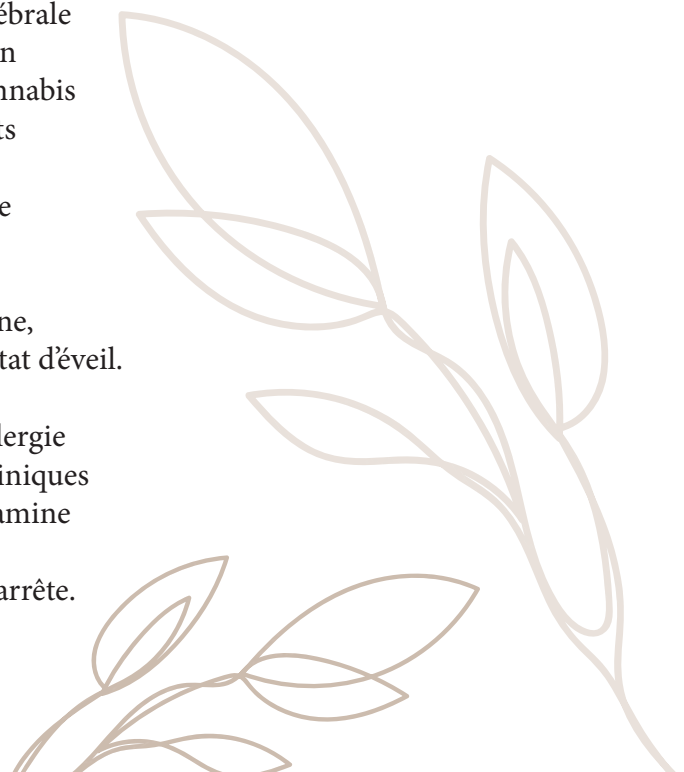 ébrale
n
nnabis
ts
e
ne,
tat d'éveil.
lergie
iniques
amine
arrête.